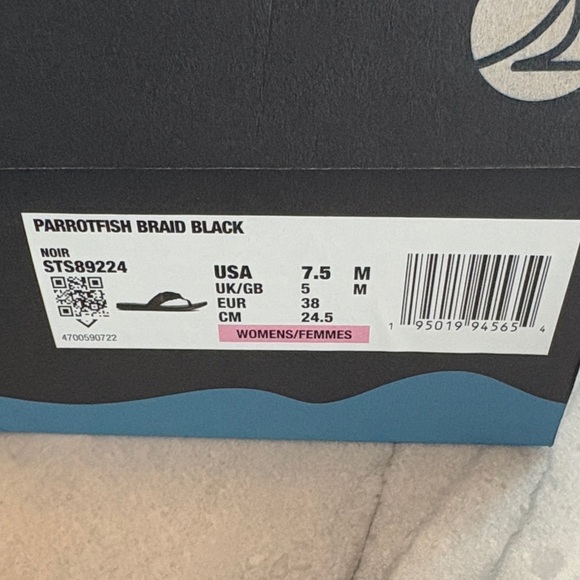 PARROTFISH BRAID BLACK
NOIR
STS89224
4700590722
USA 7.5 M
UK/GB 5 M
EUR 38
CM 24.5
WOMENS/FEMMES
1 95019 94565 4